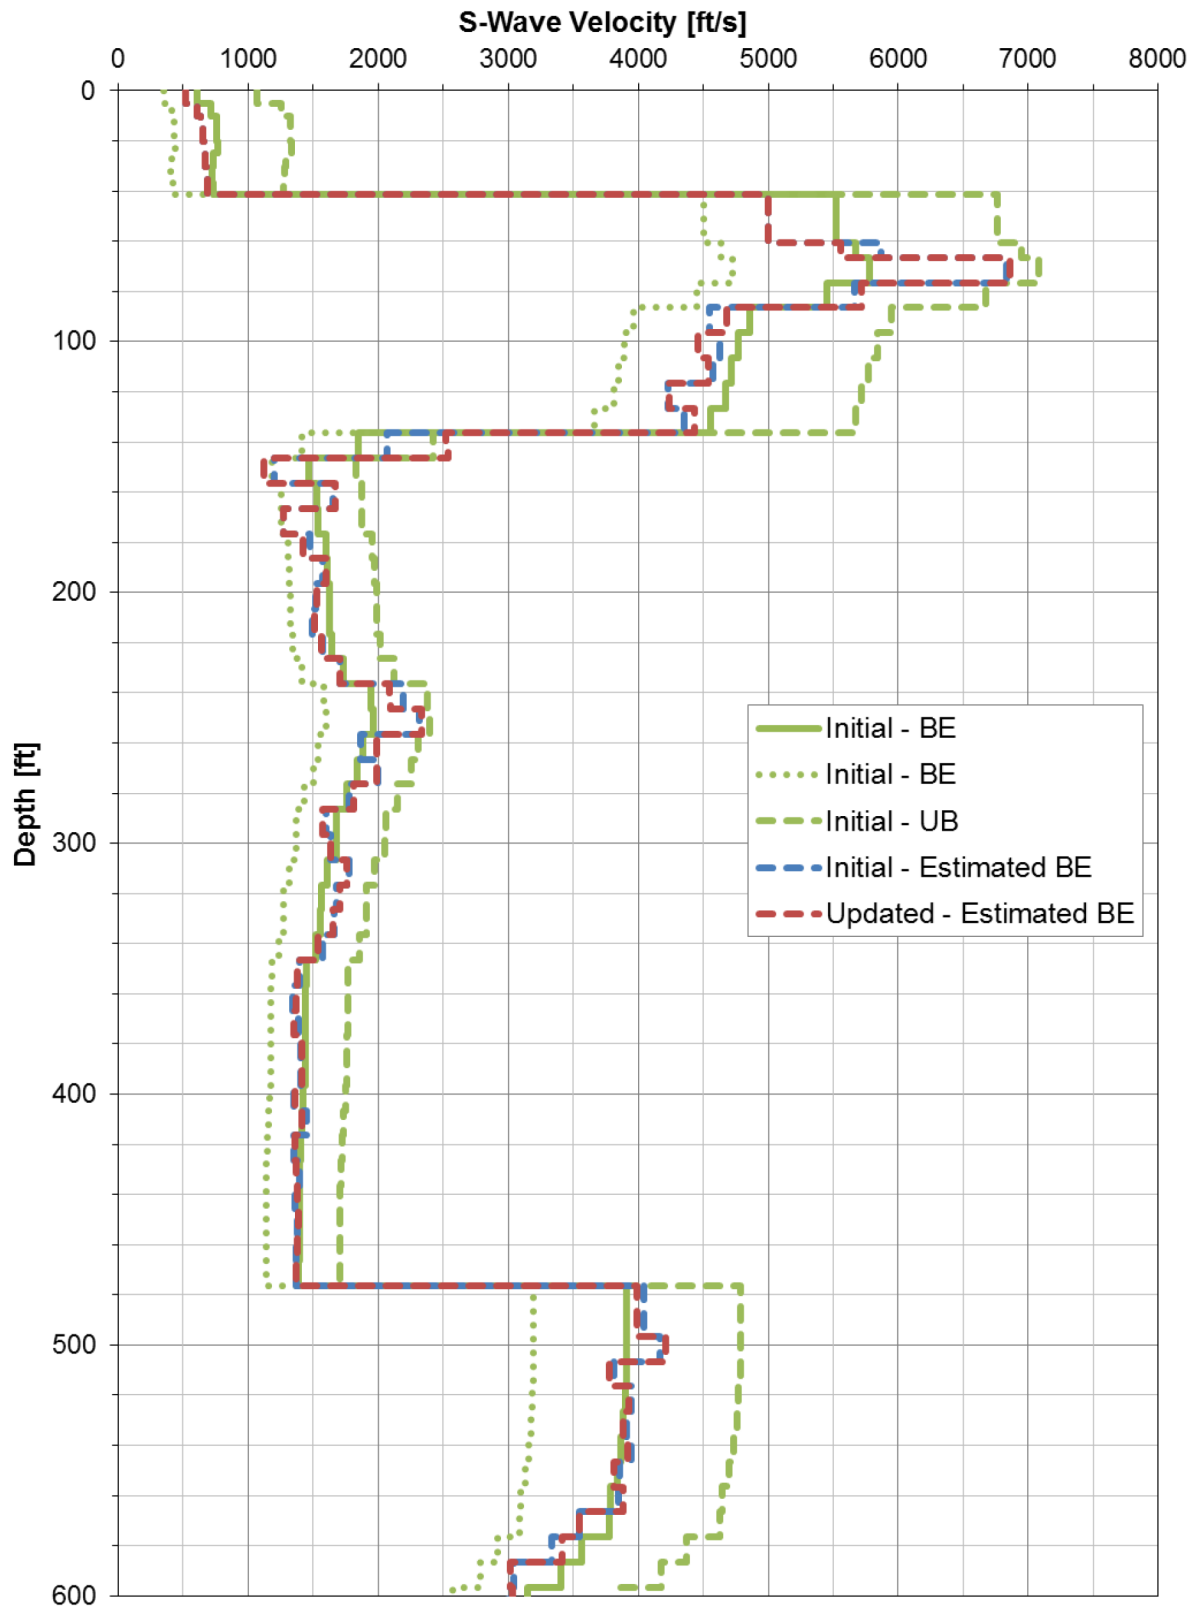 S-Wave Velocity [ft/s]
0 1000 2000 3000 4000 5000 6000 7000 8000
0
100
200
300
400
500
600
Depth [ft]
Initial - BE
Initial - BE
Initial - UB
Initial - Estimated BE
Updated - Estimated BE